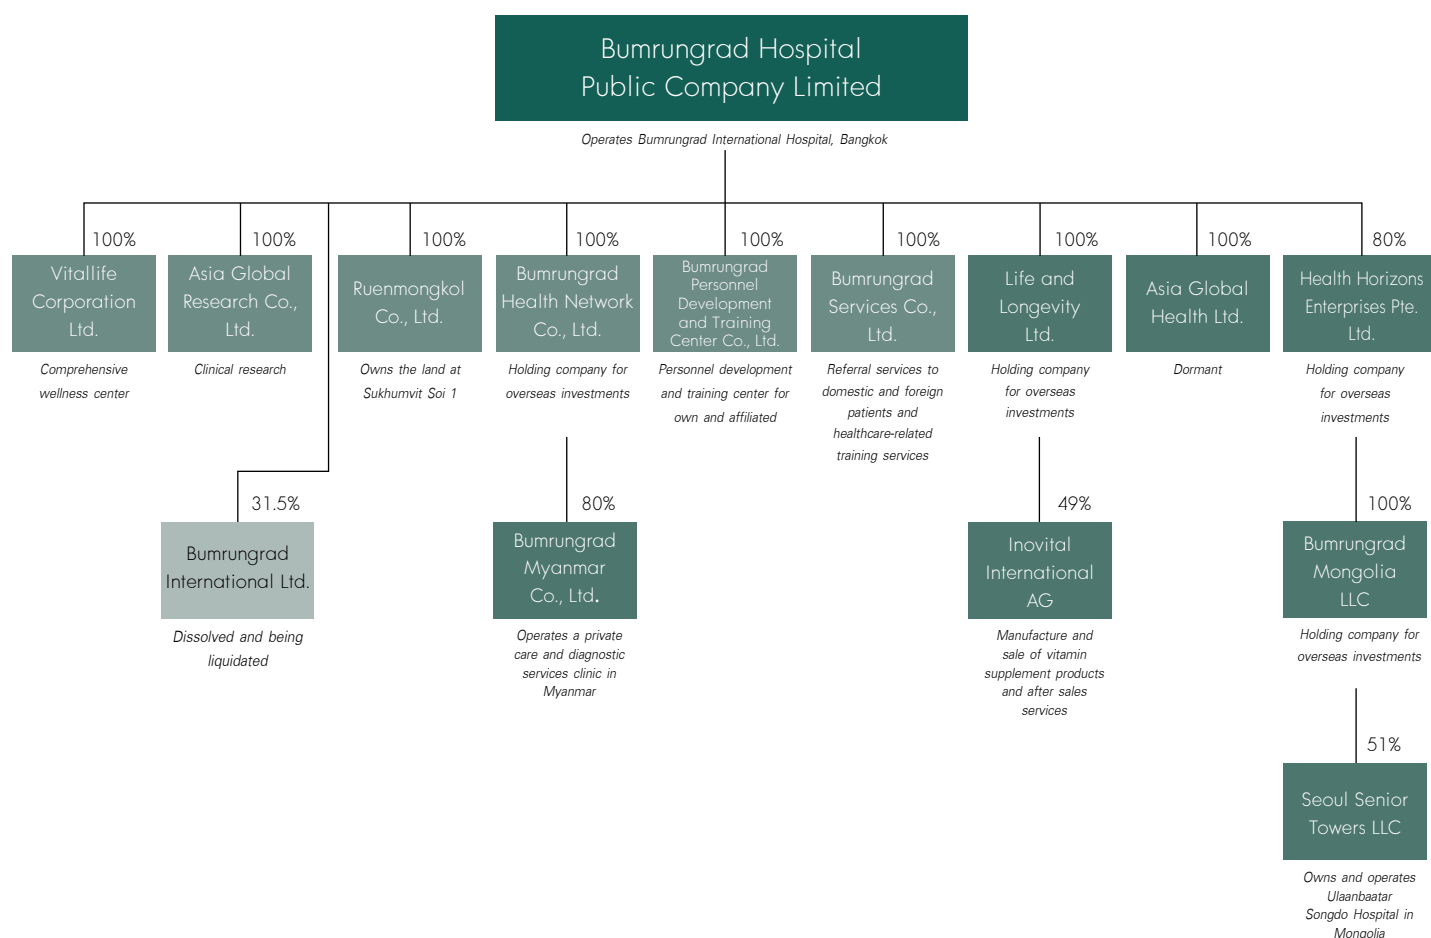 Bumrungrad Hospital
Public Company Limited
Operates Bumrungrad International Hospital, Bangkok
100%
Vitallife
Corporation
Ltd.
Comprehensive
wellness center
100%
Asia Global
Research Co.,
Ltd.
Clinical research
100%
Ruenmongkol
Co., Ltd.
Owns the land at
Sukhumvit Soi 1
100%
Bumrungrad
Health Network
Co., Ltd.
Holding company for
overseas investments
100%
Bumrungrad
Personnel
Development
and Training
Center Co., Ltd.
Personnel development
and training center for
own and affiliated
100%
Bumrungrad
Services Co.,
Ltd.
Referral services to
domestic and foreign
patients and
healthcare-related
training services
100%
Life and
Longevity
Ltd.
Holding company
for overseas
investments
100%
Asia Global
Health Ltd.
Dormant
80%
Health Horizons
Enterprises Pte.
Ltd.
Holding company
for overseas
investments
31.5%
Bumrungrad
International Ltd.
Dissolved and being
liquidated
80%
Bumrungrad
Myanmar
Co., Ltd.
Operates a private
care and diagnostic
services clinic in
Myanmar
49%
Inovital
International
AG
Manufacture and
sale of vitamin
supplement products
and after sales
services
100%
Bumrungrad
Mongolia
LLC
Holding company for
overseas investments
51%
Seoul Senior
Towers LLC
Owns and operates
Ulaanbaatar
Songdo Hospital in
Mongolia